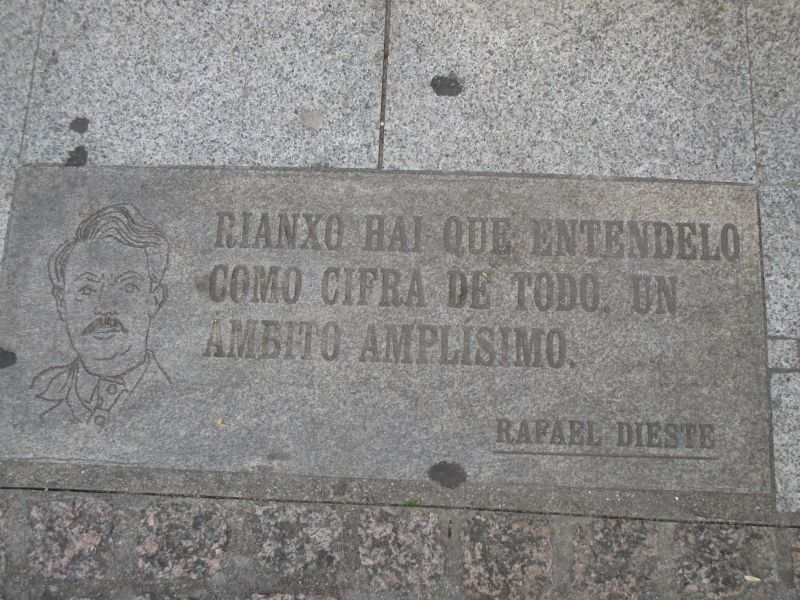 RIANXO HAI QUE ENTENDELO
COMO CIFRA DE TODO. UN
AMBITO AMPLISIMO.
RAFAEL DIESTE